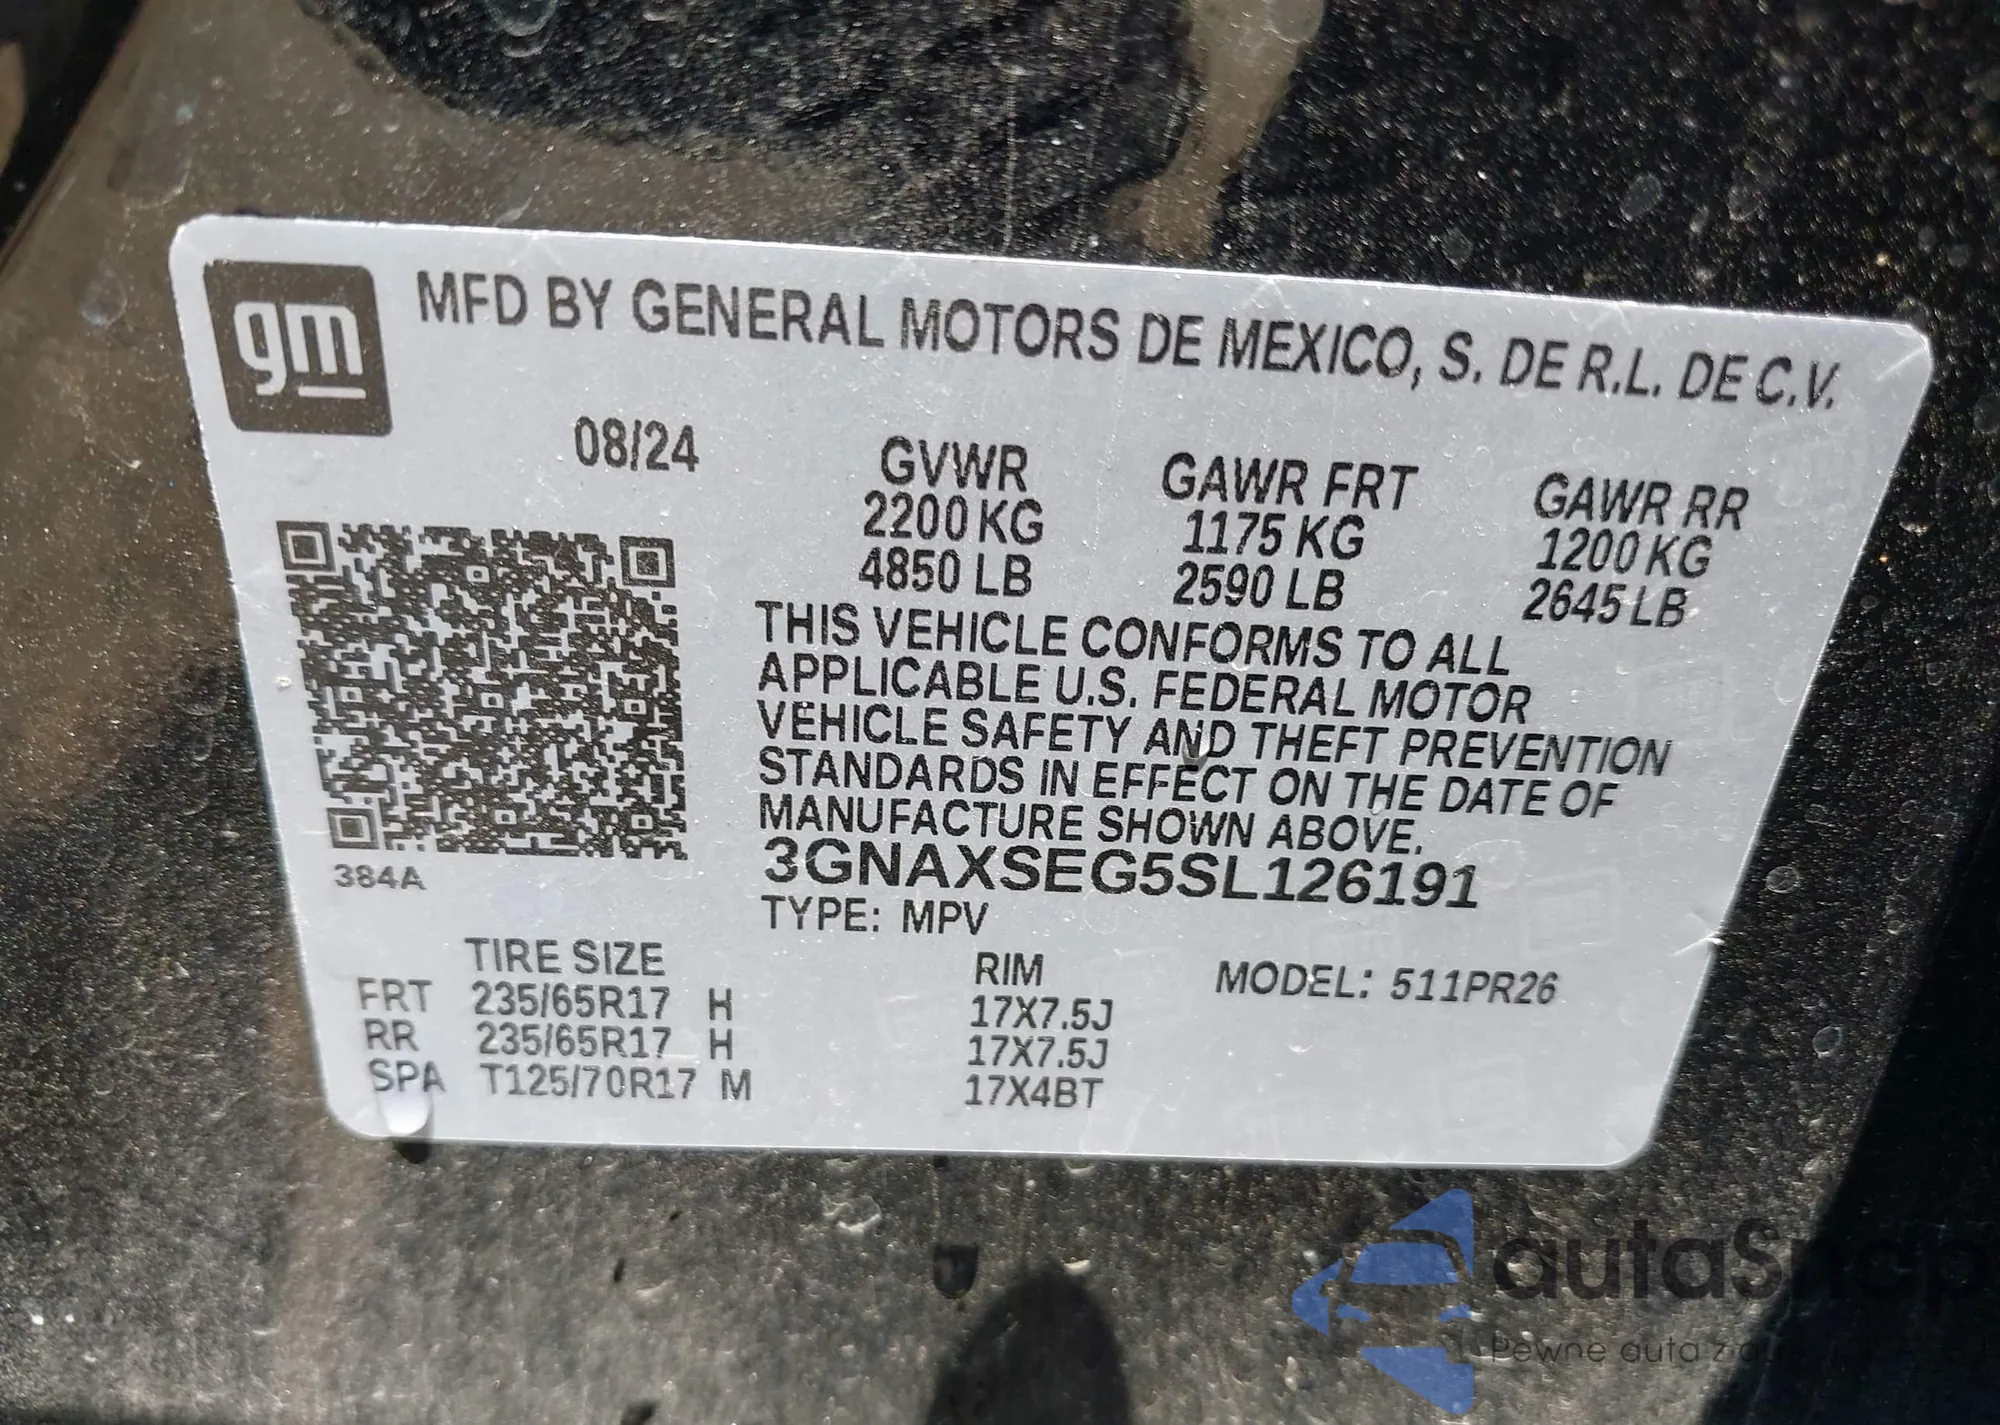 gm
MFD BY GENERAL MOTORS DE MEXICO, S. DE R.L. DE C.V.
08/24
GVWR GAWR FRT GAWR RR
2200 KG 1175 KG 1200 KG
4850 LB 2590 LB 2645 LB
THIS VEHICLE CONFORMS TO ALL
APPLICABLE U.S. FEDERAL MOTOR
VEHICLE SAFETY AND THEFT PREVENTION
STANDARDS IN EFFECT ON THE DATE OF
MANUFACTURE SHOWN ABOVE.
3GNAXSEG5SL126191
384A
TYPE: MPV
TIRE SIZE RIM MODEL: 511PR26
FRT 235/65R17 H 17X7.5J
RR 235/65R17 H 17X7.5J
SPA T125/70R17 M 17X4BT
autaSnap
Pewne auta z